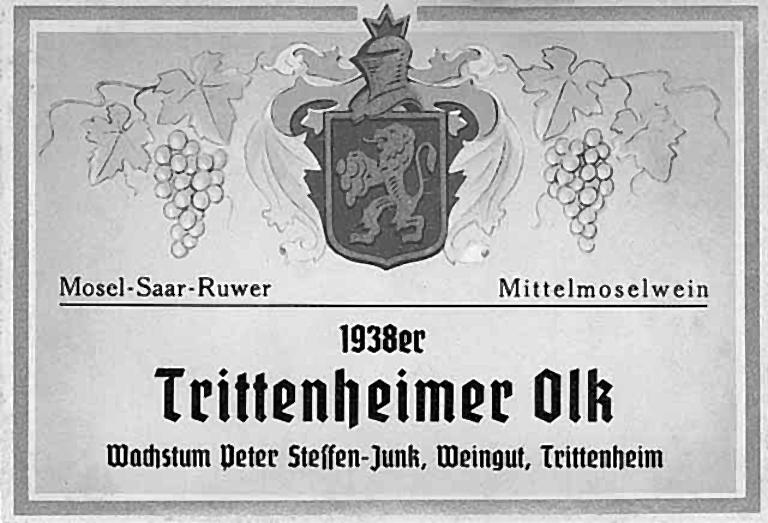 Mosel-Saar-Ruwer Mittelmoselwein
1938er
Trittenheimer Olk
Wachstum Peter Steffen-Junk, Weingut, Trittenheim